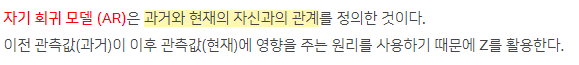 자기 회귀 모델 (AR)은 과거와 현재의 자신과의 관계를 정의한 것이다.
이전 관측값(과거)이 이후 관측값(현재)에 영향을 주는 원리를 사용하기 때문에 Z를 활용한다.